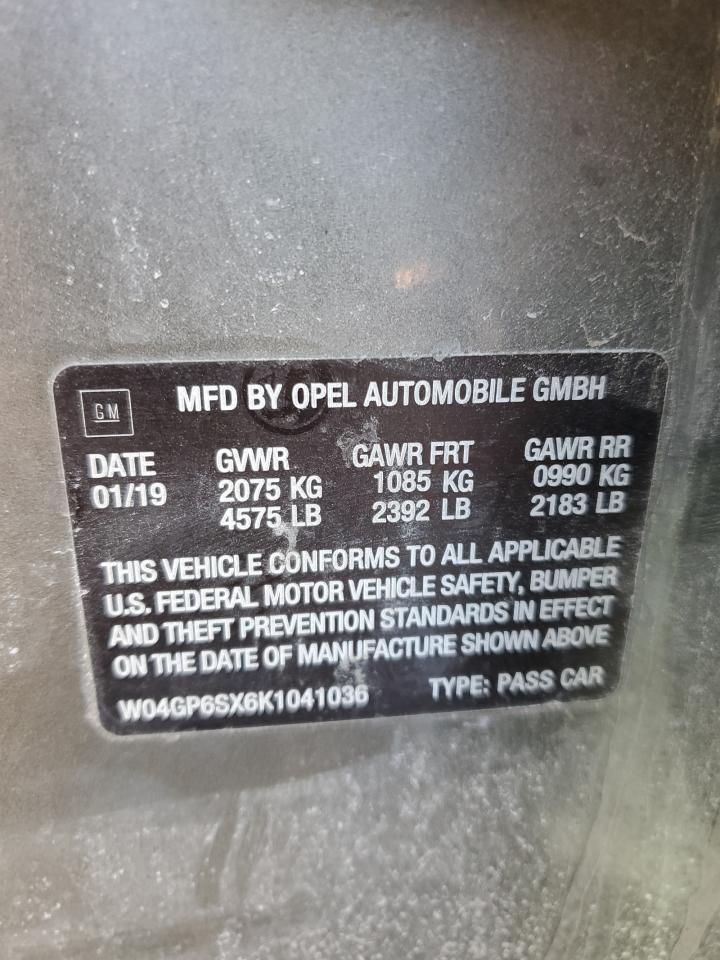 GM
MFD BY OPEL AUTOMOBILE GMBH
DATE GVWR GAWR FRT GAWR RR
01/19 2075 KG 1085 KG 0990 KG
4575 LB 2392 LB 2183 LB
THIS VEHICLE CONFORMS TO ALL APPLICABLE
U.S. FEDERAL MOTOR VEHICLE SAFETY, BUMPER
AND THEFT PREVENTION STANDARDS IN EFFECT
ON THE DATE OF MANUFACTURE SHOWN ABOVE
W04GP6SX6K1041036 TYPE: PASS CAR